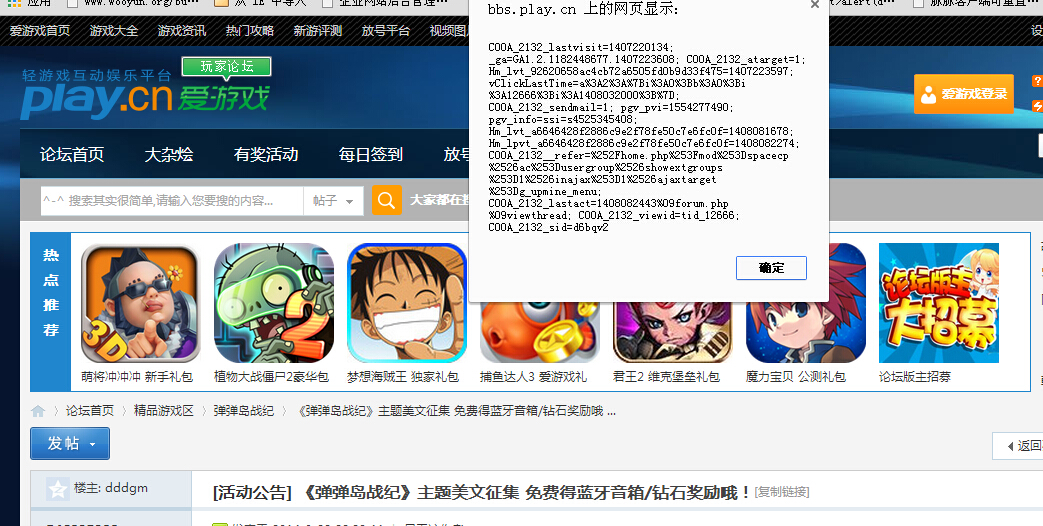 应用
www.wooyun.org/bu···
从 IE 中导入
企业网站后台管理···
bbs.play.cn 上的网页显示:
COOA_2132_lastvisit=1407220134;
_ga=GA1.2.1182448677.1407223608; COOA_2132_atarget=1;
Hm_lvt_92620658ac4cb72a6505fd0b9d33f475=1407223597;
vClickLastTime=a%3A2%3A%7Bi%3A0%3Bb%3A0%3Bi
%3A12666%3Bi%3A1408032000%3B%7D;
COOA_2132_sendmail=1; pgv_pvi=1554277490;
pgv_info=ssi=s4525345408;
Hm_lvt_a6646428f2886c9e2f78fe50c7e6fc0f=1408081678;
Hm_lpvt_a6646428f2886c9e2f78fe50c7e6fc0f=1408082274;
COOA_2132__refer=%252Fhome.php%253Fmod%253Dspacecp
%2526ac%253Dusergroup%2526showextgroups
%253D1%2526inajax%253D1%2526ajaxtarget
%253Dg_upmine_menu;
COOA_2132_lastact=1408082443%09forum.php
%09viewthread; COOA_2132_viewid=tid_12666;
COOA_2132_sid=d6bqv2
确定
爱游戏首页 游戏大全 游戏资讯 热门攻略 新游评测 放号平台 视频图
设
轻游戏互动娱乐平台
玩家论坛
play.cn 爱游戏
爱游戏登录
论坛首页 大杂烩 有奖活动 每日签到 放号
^-^ 搜素其实很简单,请输入您要搜的内容...
帖子
大家都在
热点推荐
3D
2
论坛版主大招募
萌将冲冲冲 新手礼包
植物大战僵尸2豪华包
梦想海贼王 独家礼包
捕鱼达人3 爱游戏礼
君王2 维克堡垒礼包
魔力宝贝 公测礼包
论坛版主招募
论坛首页 › 精品游戏区 › 弹弹岛战纪 › 《弹弹岛战纪》主题美文征集 免费得蓝牙音箱/钻石奖励哦 ...
发帖
返回
楼主: dddgm
[活动公告] 《弹弹岛战纪》主题美文征集 免费得蓝牙音箱/钻石奖励哦！ [复制链接]